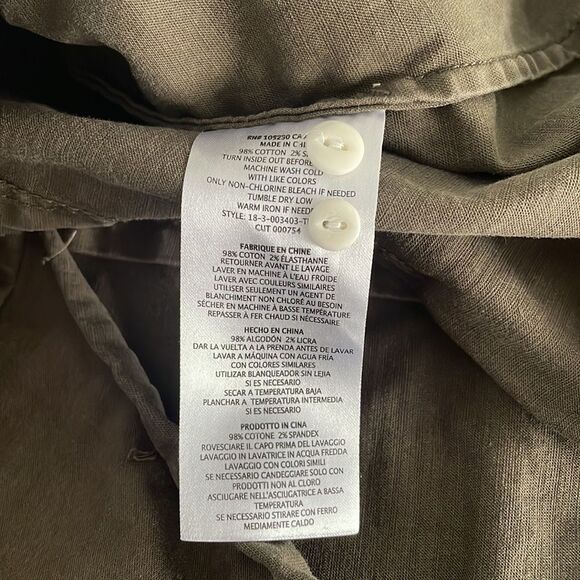 RN# 109230 CA
MADE IN
98% COTTON 2%
TURN INSIDE OUT BEFORE
MACHINE WASH COLD
WITH LIKE COLORS
ONLY NON-CHLORINE BLEACH IF NEEDED
TUMBLE DRY LOW
WARM IRON IF
STYLE: 18-3-003403-
CUT 000754
FABRIQUE EN CHINE
98% COTON 2% ÉLASTHANNE
RETOURNER AVANT LE LAVAGE
LAVER EN MACHINE À L'EAU FROIDE
LAVER AVEC COULEURS SIMILAIRES
UTILISER SEULEMENT UN AGENT DE
BLANCHIMENT NON CHLORÉ AU BESOIN
SÉCHER EN MACHINE À BASSE TEMPÉRATURE
REPASSER À FER CHAUD SI NÉCESSAIRE
HECHO EN CHINA
98% ALGODÓN 2% LICRA
DAR LA VUELTA A LA PRENDA ANTES DE LAVAR
LAVAR A MÁQUINA CON AGUA FRÍA
CON COLORES SIMILARES
UTILIZAR BLANQUEADOR SIN LEJIA
SI ES NECESARIO
SECAR A TEMPERATURA BAJA
PLANCHAR A TEMPERATURA INTERMEDIA
SI ES NECESARIO
PRODOTTO IN CINA
98% COTONE 2% SPANDEX
ROVESCIARE IL CAPO PRIMA DEL LAVAGGIO
LAVAGGIO IN LAVATRICE IN ACQUA FREDDA
LAVAGGIO CON COLORI SIMILI
SE NECESSARIO CANDEGGIARE SOLO CON
PRODOTTI NON AL CLORO
ASCIUGARE NELL'ASCIUGATRICE A BASSA
TEMPERATURA
SE NECESSARIO STIRARE CON FERRO
MEDIAMENTE CALDO